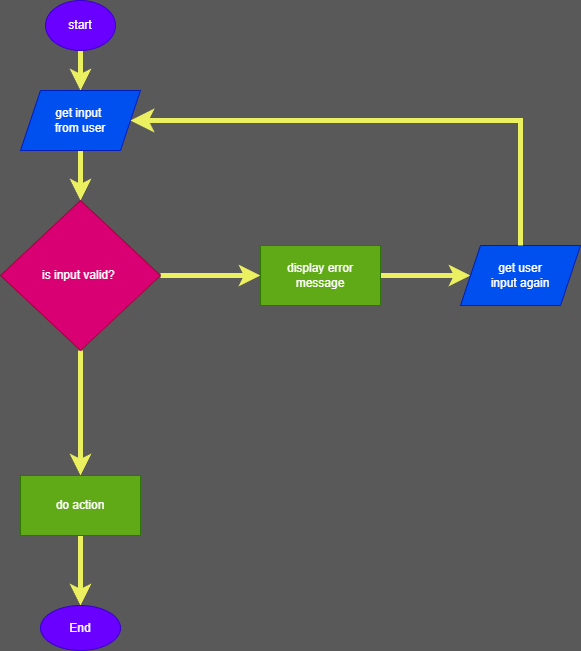 start
get input
from user
is input valid?
display error
message
get user
input again
do action
End